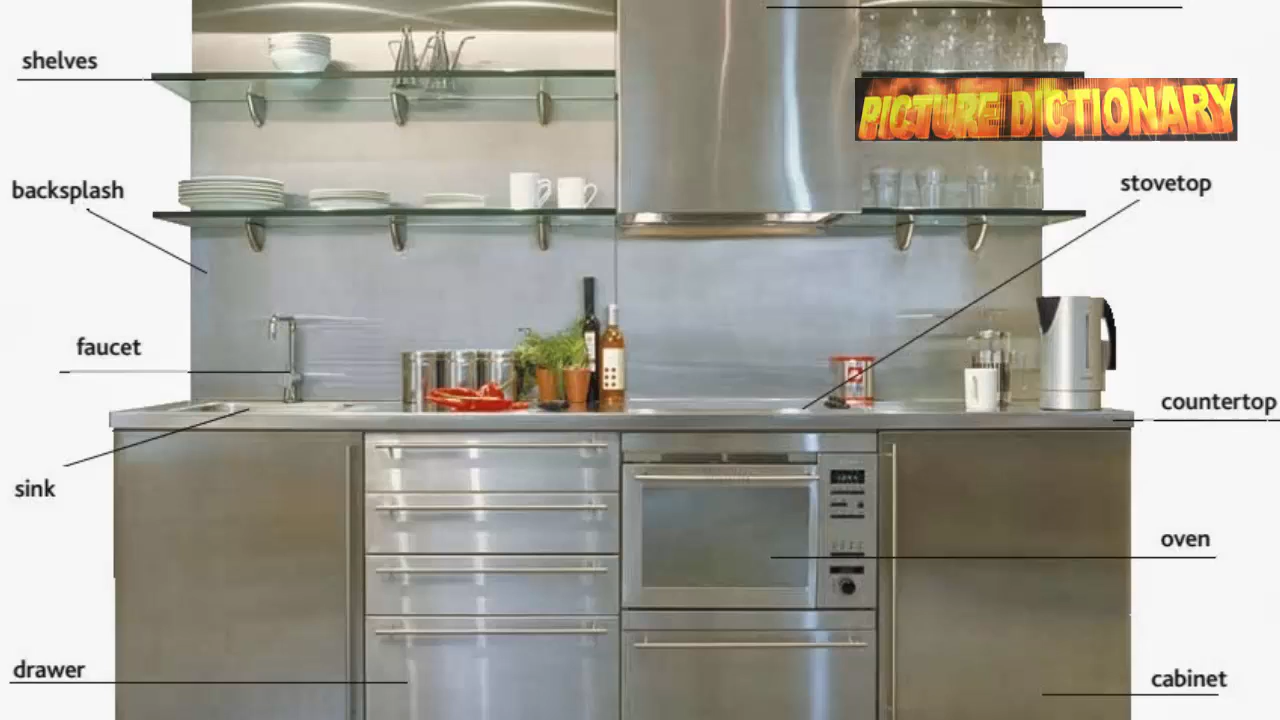 shelves
PICTURE DICTIONARY
backsplash
stovetop
faucet
countertop
sink
oven
drawer
cabinet